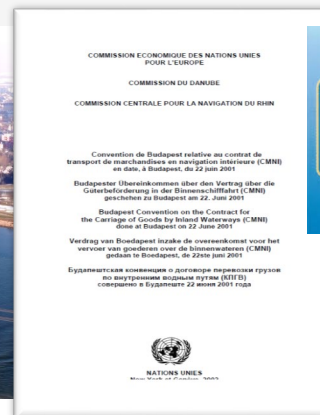 COMMISSION ECONOMIQUE DES NATIONS UNIES
POUR L'EUROPE
COMMISSION DU DANUBE
COMMISSION CENTRALE POUR LA NAVIGATION DU RHIN
Convention de Budapest relative au contrat de
transport de marchandises en navigation intérieure (CMNI)
en date, à Budapest, du 22 juin 2001
Budapester Übereinkommen über den Vertrag über die
Güterbeförderung in der Binnenschifffahrt (CMNI)
geschehen zu Budapest am 22. Juni 2001
Budapest Convention on the Contract for
the Carriage of Goods by Inland Waterways (CMNI)
done at Budapest on 22 June 2001
Verdrag van Boedapest inzake de overeenkomst voor het
vervoer van goederen over de binnenwateren (CMNI)
gedaan te Boedapest, de 22ste juni 2001
Будапештская конвенция о договоре перевозки грузов
по внутренним водным путям (КПГВ)
совершено в Будапеште 22 июня 2001 года
NATIONS UNIES
New York et Genève, 2002